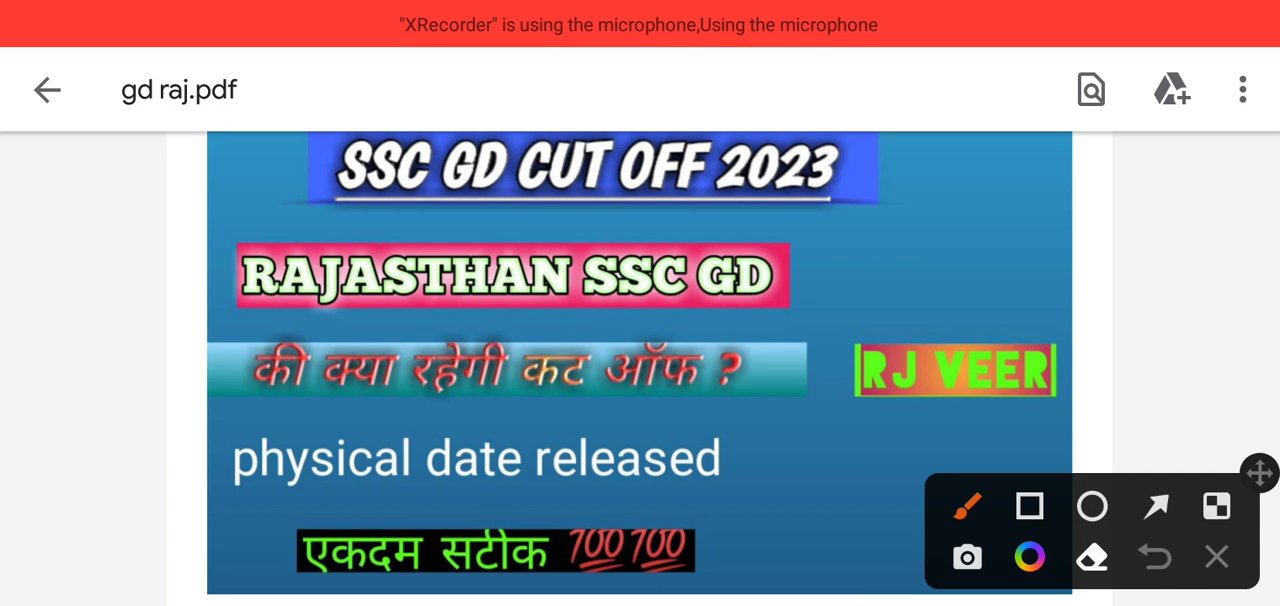 "XRecorder" is using the microphone,Using the microphone
gd raj.pdf
SSC GD CUT OFF 2023
RAJASTHAN SSC GD
की क्या रहेगी कट ऑफ ?
RJ VEER
physical date released
एकदम सटीक 💯💯